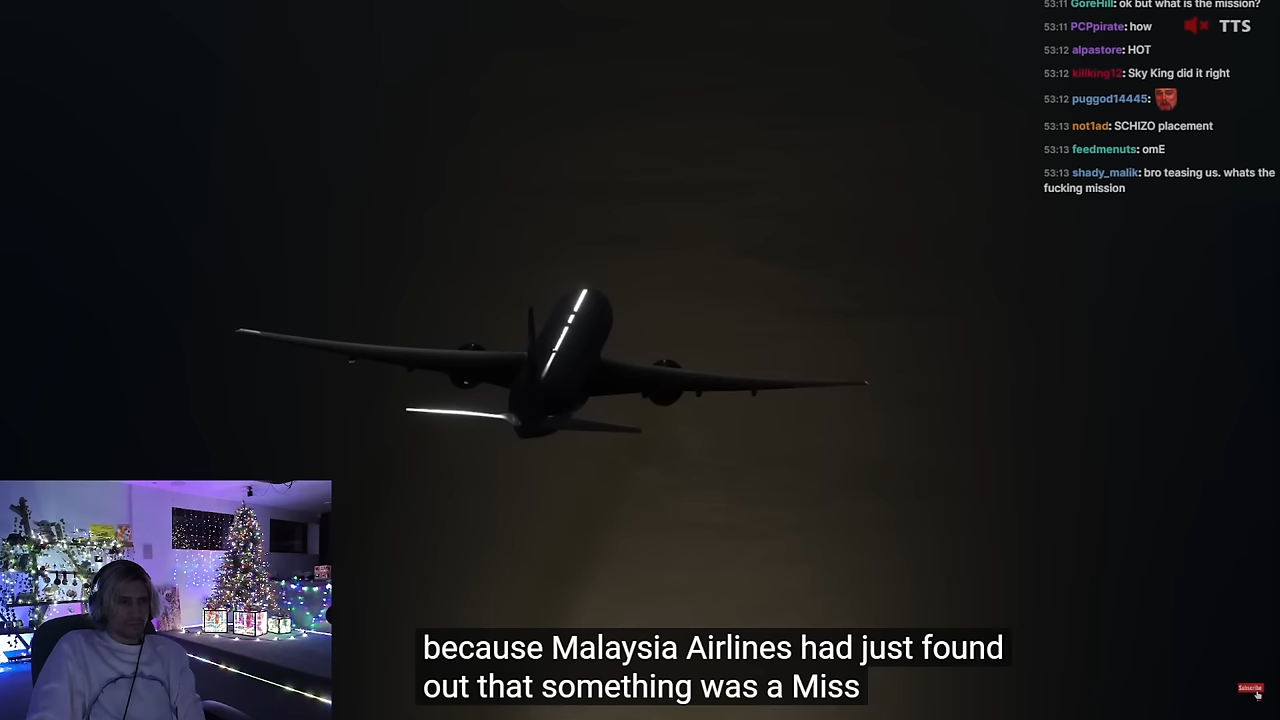 53:11 GoreHill: ok but what is the mission?
53:11 PCPpirate: how
TTS
53:12 alpastore: HOT
53:12 killking12: Sky King did it right
53:12 puggod14445:
53:13 not1ad: SCHIZO placement
53:13 feedmenuts: omE
53:13 shady_malik: bro teasing us. whats the
fucking mission
because Malaysia Airlines had just found
out that something was a Miss
Subscribe